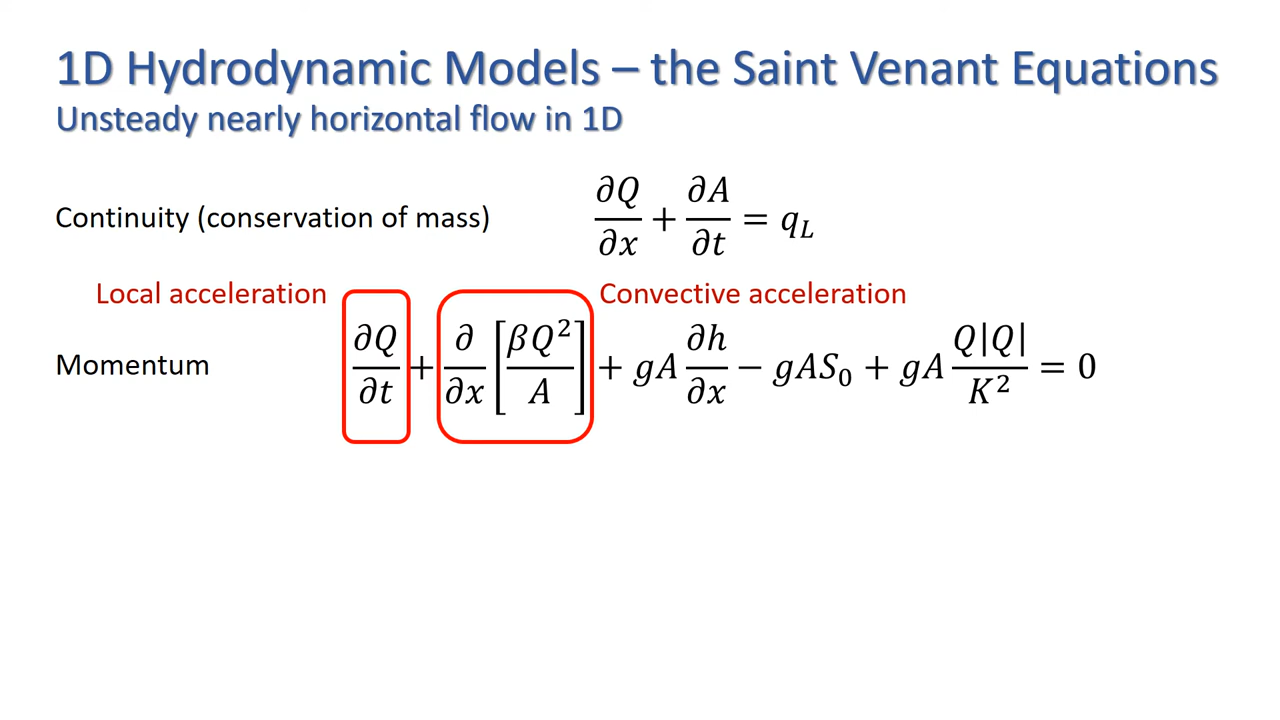 1D Hydrodynamic Models – the Saint Venant Equations
Unsteady nearly horizontal flow in 1D
Continuity (conservation of mass) ∂Q/∂x + ∂A/∂t = q_L
Local acceleration Convective acceleration
Momentum ∂Q/∂t + ∂/∂x [βQ²/A] + gA ∂h/∂x − gAS₀ + gA Q|Q|/K² = 0